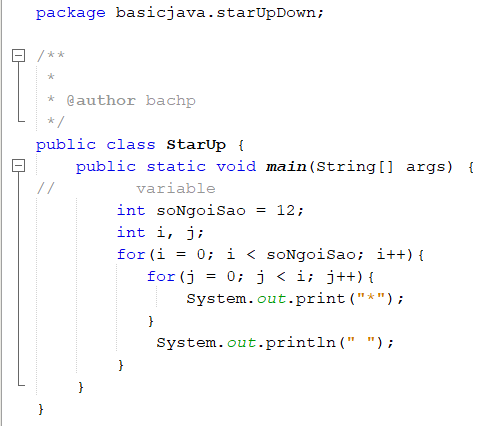 package basicjava.starUpDown;
/**
 *
 * @author bachp
 */
public class StarUp {
    public static void main(String[] args) {
//        variable
        int soNgoiSao = 12;
        int i, j;
        for(i = 0; i < soNgoiSao; i++){
           for(j = 0; j < i; j++){
               System.out.print("*");
           }
            System.out.println(" ");
        }
    }
}